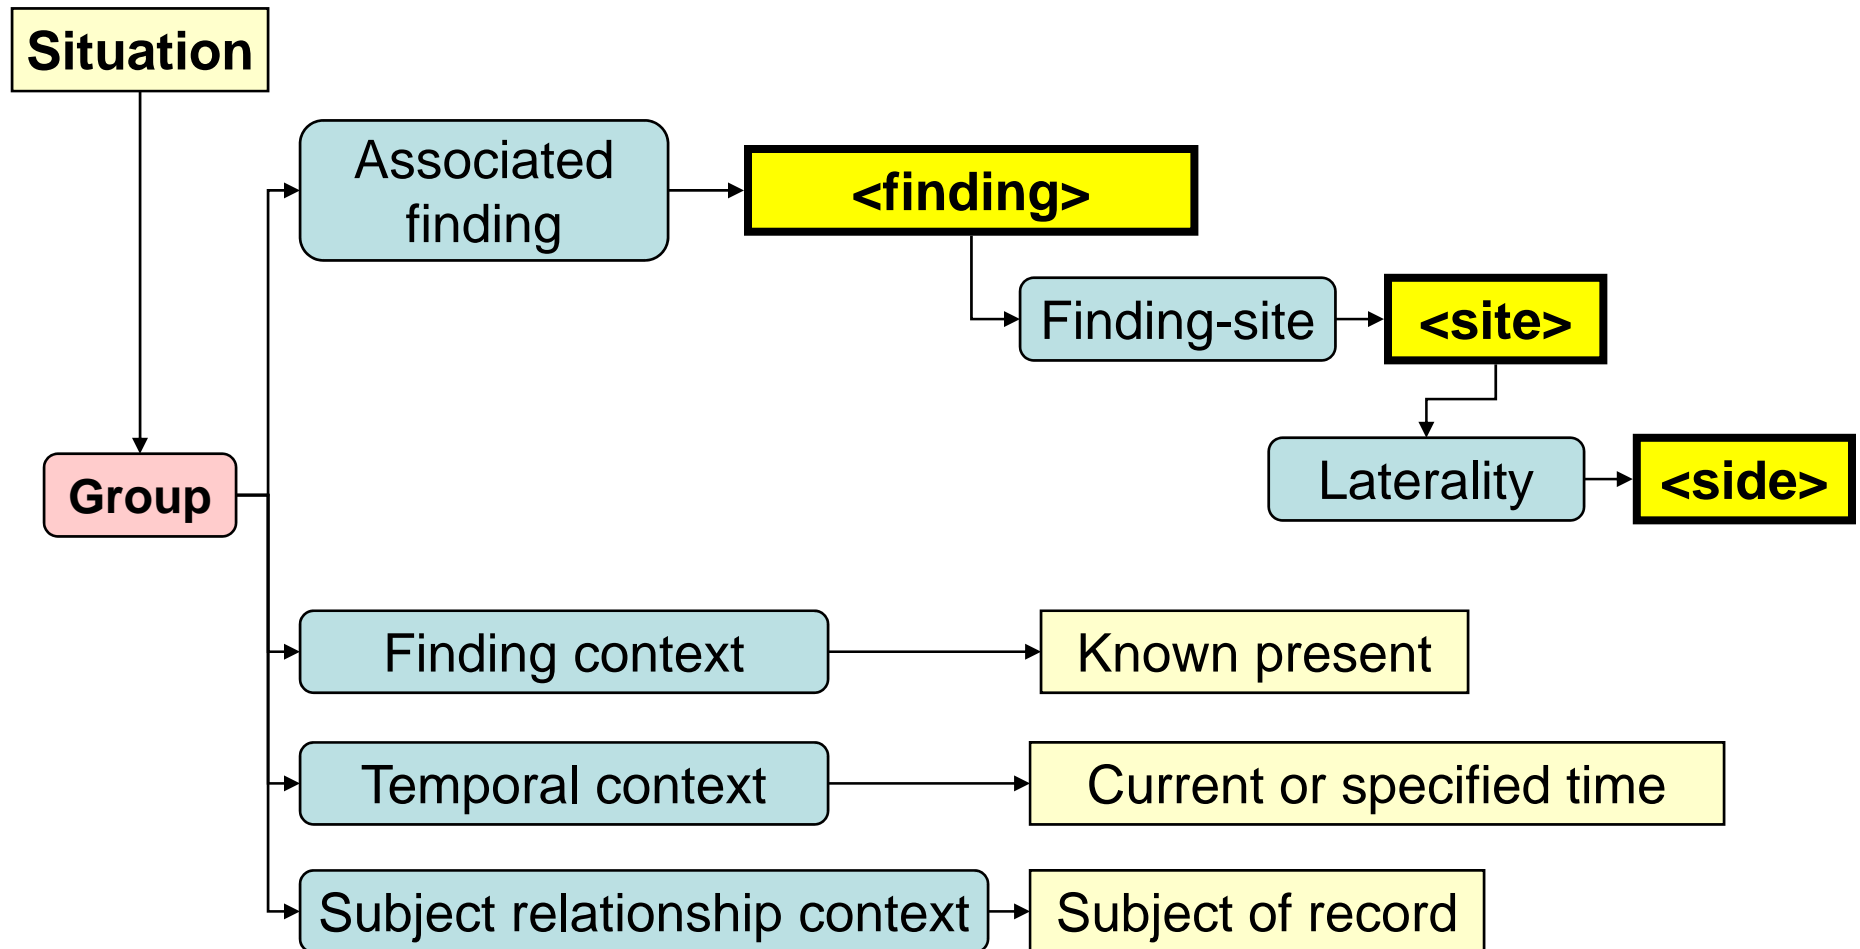 Situation
Associated
finding
<finding>
Finding-site
<site>
Laterality
<side>
Group
Finding context
Known present
Temporal context
Current or specified time
Subject relationship context
Subject of record